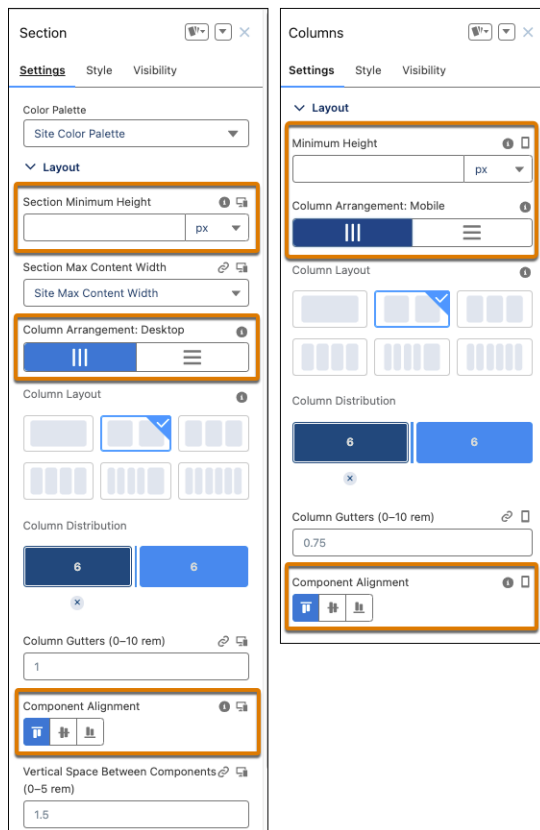 Section
Settings Style Visibility
Color Palette
Site Color Palette
Layout
Section Minimum Height
px
Section Max Content Width
Site Max Content Width
Column Arrangement: Desktop
Column Layout
Column Distribution
6 6
Column Gutters (0–10 rem)
1
Component Alignment
Vertical Space Between Components
(0–5 rem)
1.5
Columns
Settings Style Visibility
Layout
Minimum Height
px
Column Arrangement: Mobile
Column Layout
Column Distribution
6 6
Column Gutters (0–10 rem)
0.75
Component Alignment